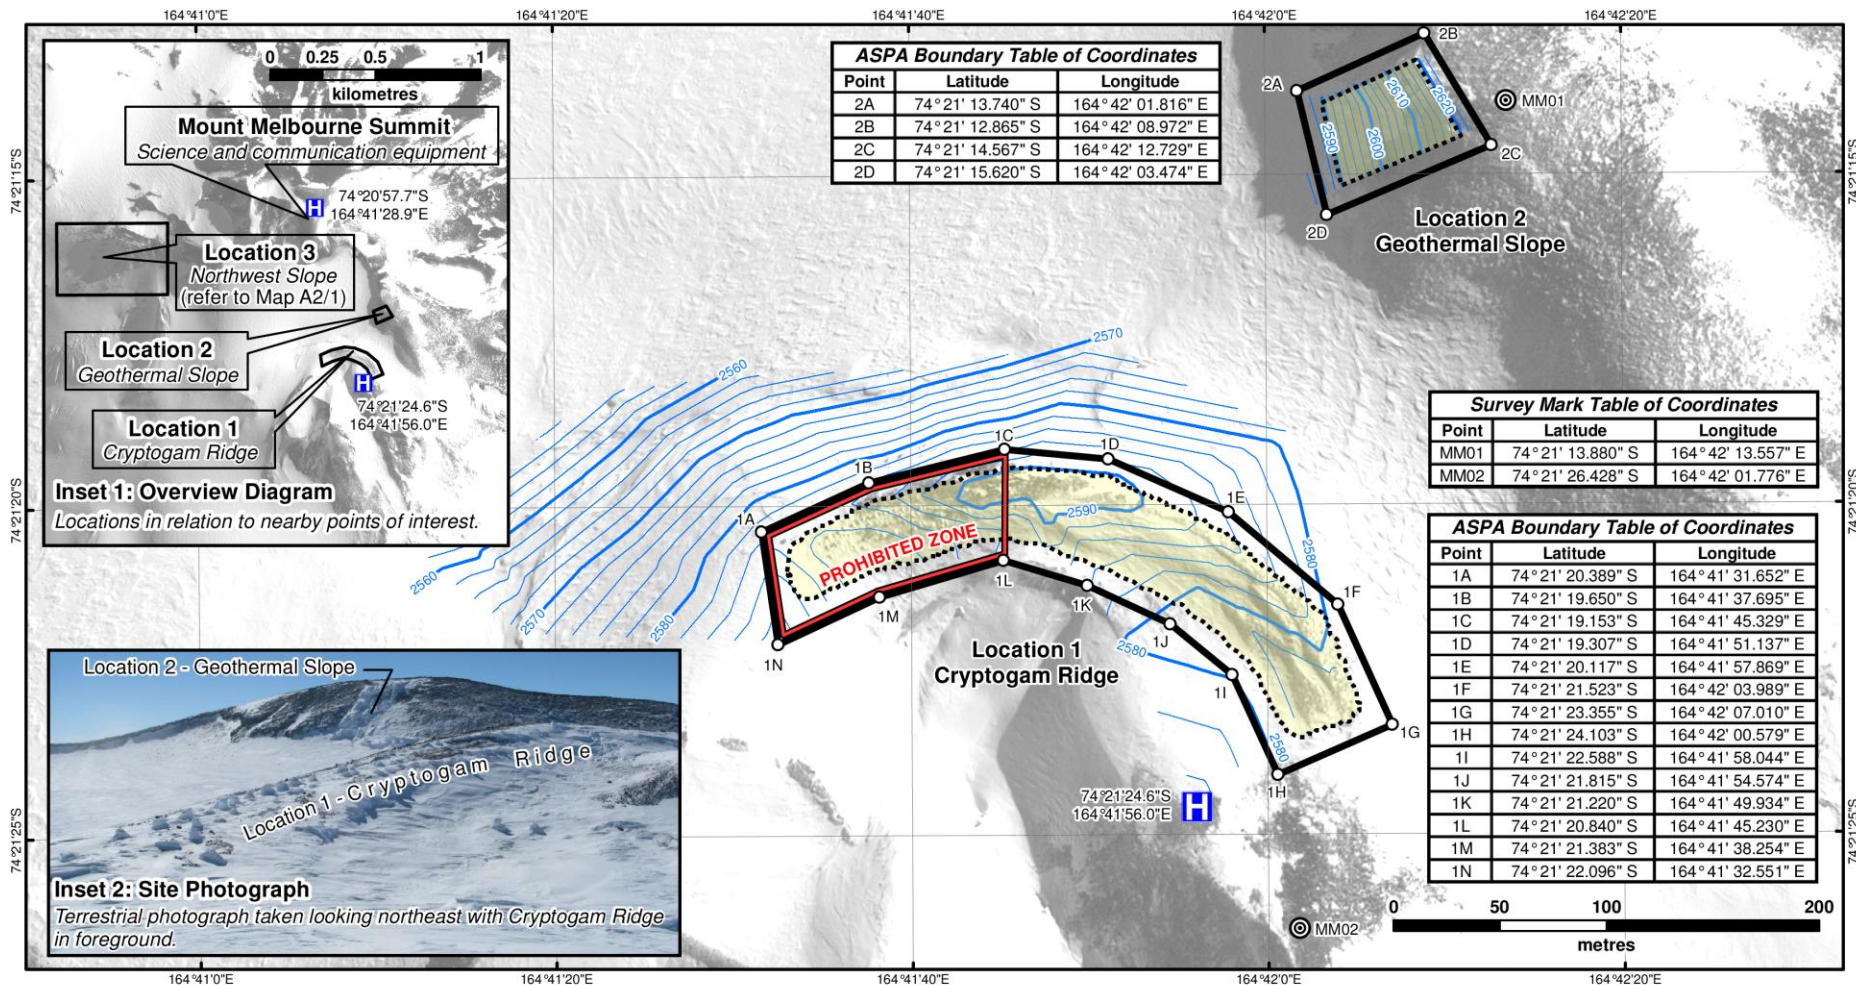 164°41'0"E
164°41'20"E
164°41'40"E
164°42'0"E
164°42'20"E
74°21'15"S
74°21'20"S
74°21'25"S
0 0.25 0.5 1
kilometres
Mount Melbourne Summit
Science and communication equipment
74°20'57.7"S
164°41'28.9"E
H
Location 3
Northwest Slope
(refer to Map A2/1)
Location 2
Geothermal Slope
Location 1
Cryptogam Ridge
H
74°21'24.6"S
164°41'56.0"E
Inset 1: Overview Diagram
Locations in relation to nearby points of interest.
ASPA Boundary Table of Coordinates
Point Latitude Longitude
2A 74°21' 13.740" S 164°42' 01.816" E
2B 74°21' 12.865" S 164°42' 08.972" E
2C 74°21' 14.567" S 164°42' 12.729" E
2D 74°21' 15.620" S 164°42' 03.474" E
2A
2B
2C
2D
MM01
2590
2600
2610
2620
Location 2
Geothermal Slope
74°21'15"S
74°21'20"S
74°21'25"S
Survey Mark Table of Coordinates
Point Latitude Longitude
MM01 74°21' 13.880" S 164°42' 13.557" E
MM02 74°21' 26.428" S 164°42' 01.776" E
ASPA Boundary Table of Coordinates
Point Latitude Longitude
1A 74°21' 20.389" S 164°41' 31.652" E
1B 74°21' 19.650" S 164°41' 37.695" E
1C 74°21' 19.153" S 164°41' 45.329" E
1D 74°21' 19.307" S 164°41' 51.137" E
1E 74°21' 20.117" S 164°41' 57.869" E
1F 74°21' 21.523" S 164°42' 03.989" E
1G 74°21' 23.355" S 164°42' 07.010" E
1H 74°21' 24.103" S 164°42' 00.579" E
1I 74°21' 22.588" S 164°41' 58.044" E
1J 74°21' 21.815" S 164°41' 54.574" E
1K 74°21' 21.220" S 164°41' 49.934" E
1L 74°21' 20.840" S 164°41' 45.230" E
1M 74°21' 21.383" S 164°41' 38.254" E
1N 74°21' 22.096" S 164°41' 32.551" E
2560
2570
1A
1B
1C
1D
1E
1F
1G
1H
1I
1J
1K
1L
1M
1N
PROHIBITED ZONE
2590
2580
2560
2570
2580
2580
2580
Location 1
Cryptogam Ridge
74°21'24.6"S
164°41'56.0"E
H
MM02
0 50 100 200
metres
Location 2 - Geothermal Slope
Location 1 - Cryptogam Ridge
Inset 2: Site Photograph
Terrestrial photograph taken looking northeast with Cryptogam Ridge
in foreground.
164°41'0"E
164°41'20"E
164°41'40"E
164°42'0"E
164°42'20"E